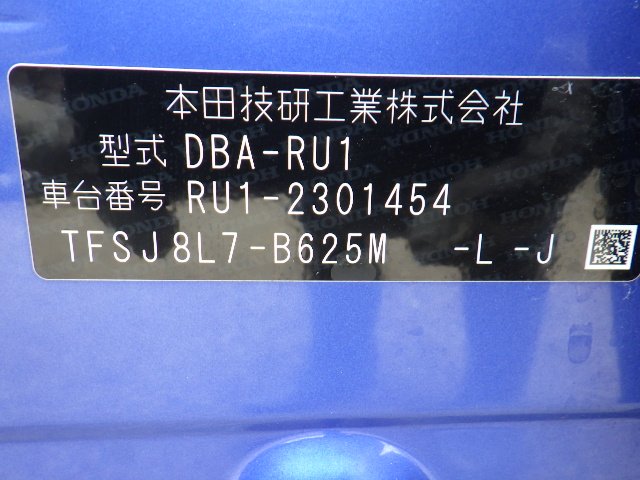 本田技研工業株式会社
型式 DBA-RU1
車台番号 RU1-2301454
TFSJ8L7-B625M -L -J